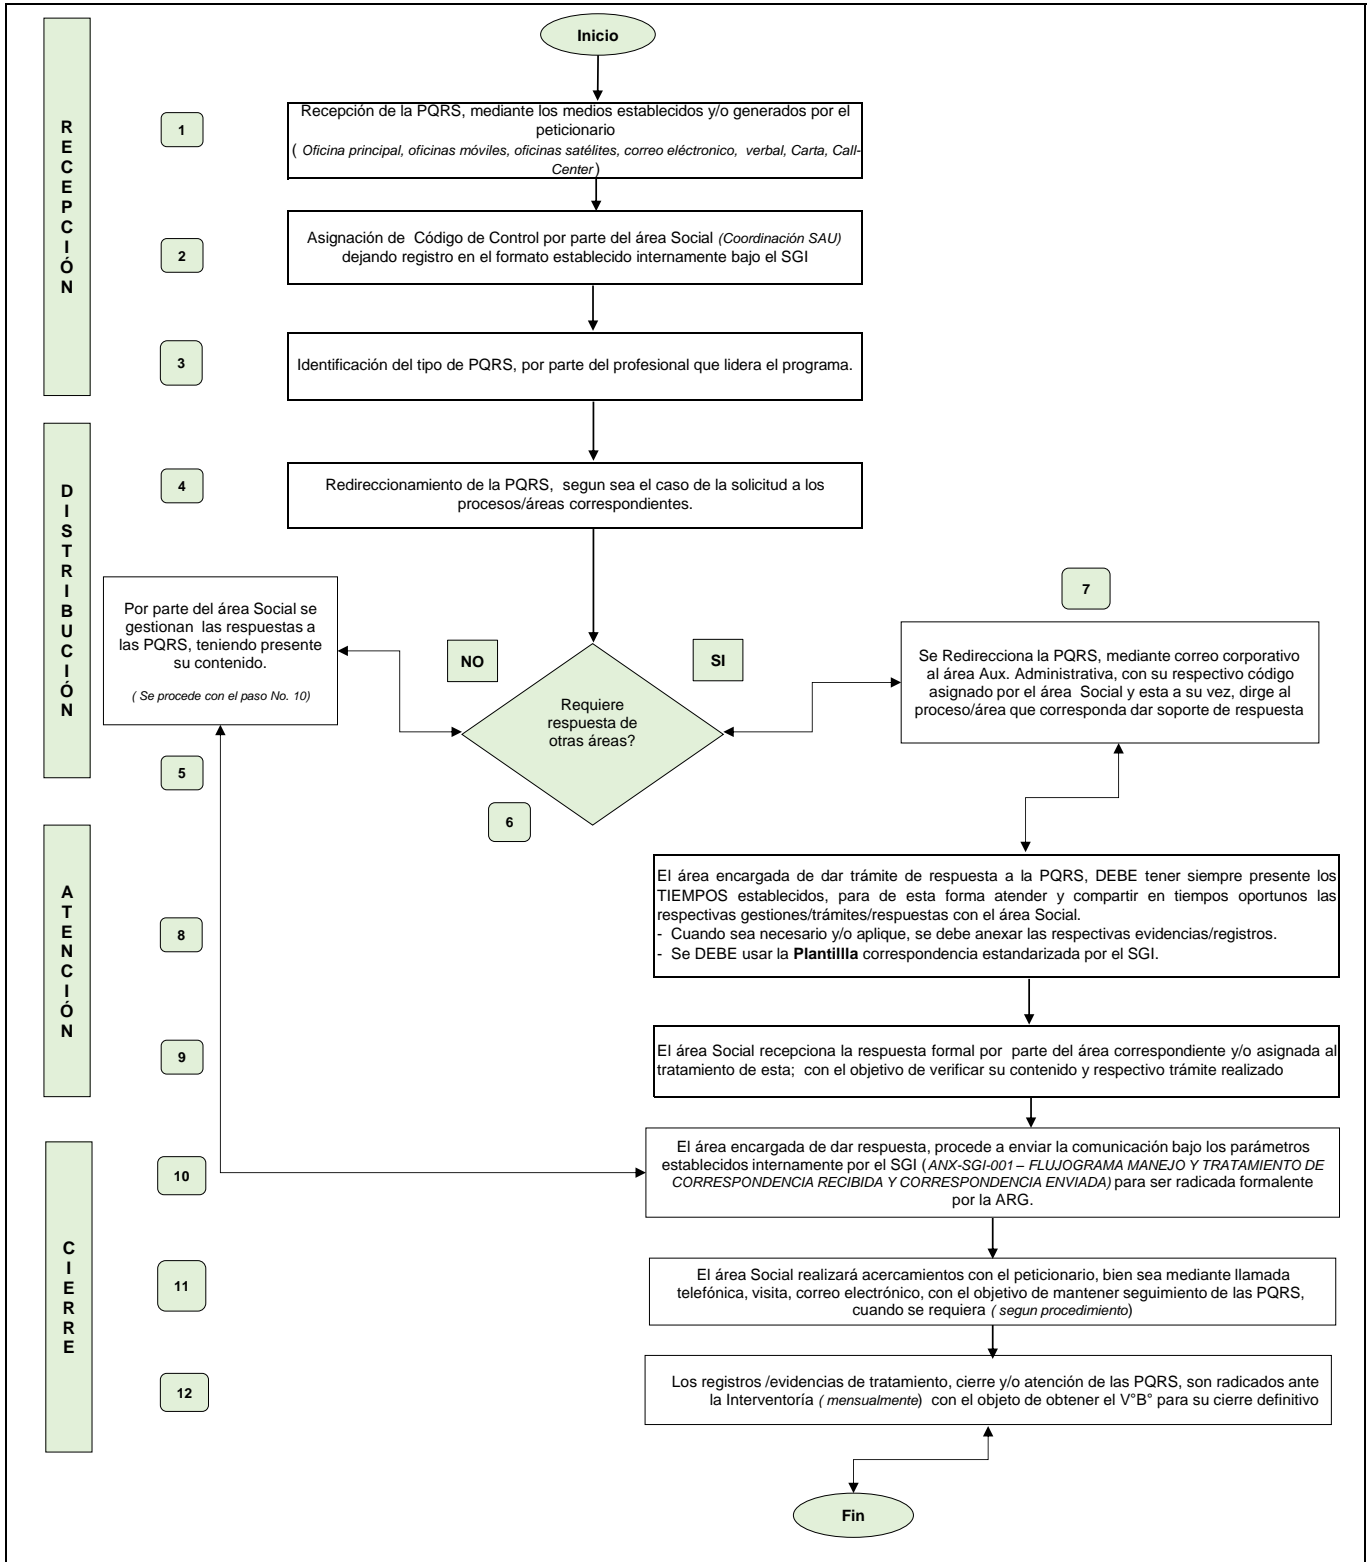 Inicio
RECEPCIÓN
1
Recepción de la PQRS, mediante los medios establecidos y/o generados por el
peticionario
( Oficina principal, oficinas móviles, oficinas satélites, correo eléctronico, verbal, Carta, Call-
Center)
2
Asignación de Código de Control por parte del área Social (Coordinación SAU)
dejando registro en el formato establecido internamente bajo el SGI
3
Identificación del tipo de PQRS, por parte del profesional que lidera el programa.
DISTRIBUCIÓN
4
Redireccionamiento de la PQRS, segun sea el caso de la solicitud a los
procesos/áreas correspondientes.
Por parte del área Social se
gestionan las respuestas a
las PQRS, teniendo presente
su contenido.
( Se procede con el paso No. 10)
5
NO
SI
Requiere
respuesta de
otras áreas?
6
7
Se Redirecciona la PQRS, mediante correo corporativo
al área Aux. Administrativa, con su respectivo código
asignado por el área Social y esta a su vez, dirge al
proceso/área que corresponda dar soporte de respuesta
ATENCIÓN
8
El área encargada de dar trámite de respuesta a la PQRS, DEBE tener siempre presente los
TIEMPOS establecidos, para de esta forma atender y compartir en tiempos oportunos las
respectivas gestiones/trámites/respuestas con el área Social.
- Cuando sea necesario y/o aplique, se debe anexar las respectivas evidencias/registros.
- Se DEBE usar la Plantillla correspondencia estandarizada por el SGI.
9
El área Social recepciona la respuesta formal por parte del área correspondiente y/o asignada al
tratamiento de esta; con el objetivo de verificar su contenido y respectivo trámite realizado
CIERRE
10
El área encargada de dar respuesta, procede a enviar la comunicación bajo los parámetros
establecidos internamente por el SGI (ANX-SGI-001 – FLUJOGRAMA MANEJO Y TRATAMIENTO DE
CORRESPONDENCIA RECIBIDA Y CORRESPONDENCIA ENVIADA) para ser radicada formalente
por la ARG.
11
El área Social realizará acercamientos con el peticionario, bien sea mediante llamada
telefónica, visita, correo electrónico, con el objetivo de mantener seguimiento de las PQRS,
cuando se requiera ( segun procedimiento)
12
Los registros /evidencias de tratamiento, cierre y/o atención de las PQRS, son radicados ante
la Interventoría ( mensualmente) con el objeto de obtener el V°B° para su cierre definitivo
Fin